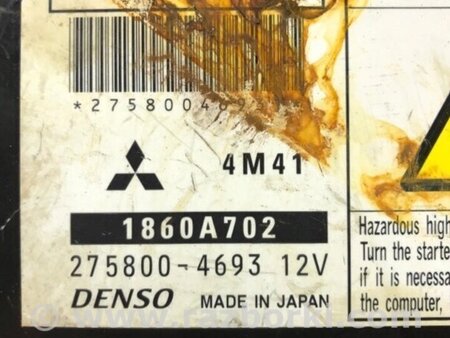 *2758004693*
4M41
1860A702
275800-4693 12V
DENSO MADE IN JAPAN
Hazardous high
Turn the starte
if it is necessa
the computer,
www.razborki.com